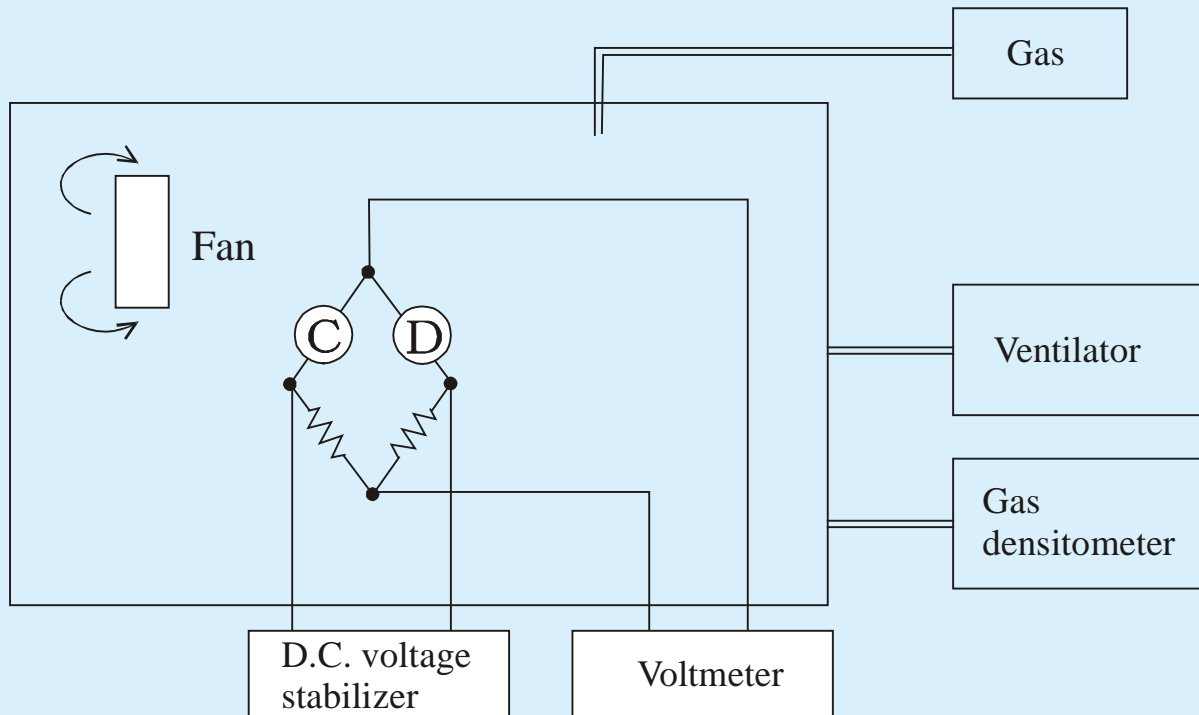 Gas
Fan
C
D
Ventilator
Gas
densitometer
D.C. voltage
stabilizer
Voltmeter